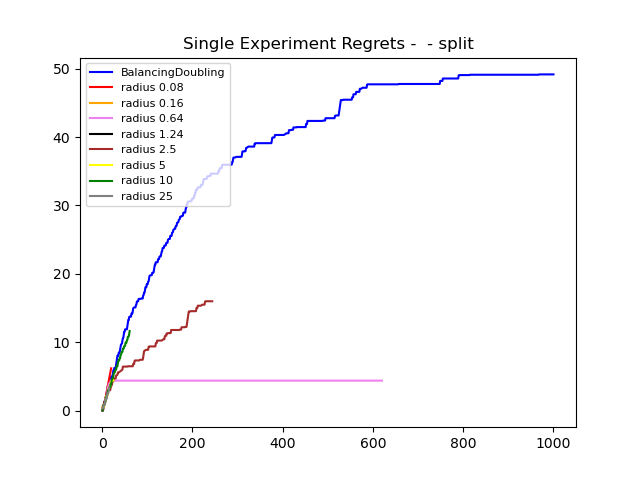 Single Experiment Regrets -  - split
BalancingDoubling
radius 0.08
radius 0.16
radius 0.64
radius 1.24
radius 2.5
radius 5
radius 10
radius 25
50
40
30
20
10
0
0 200 400 600 800 1000